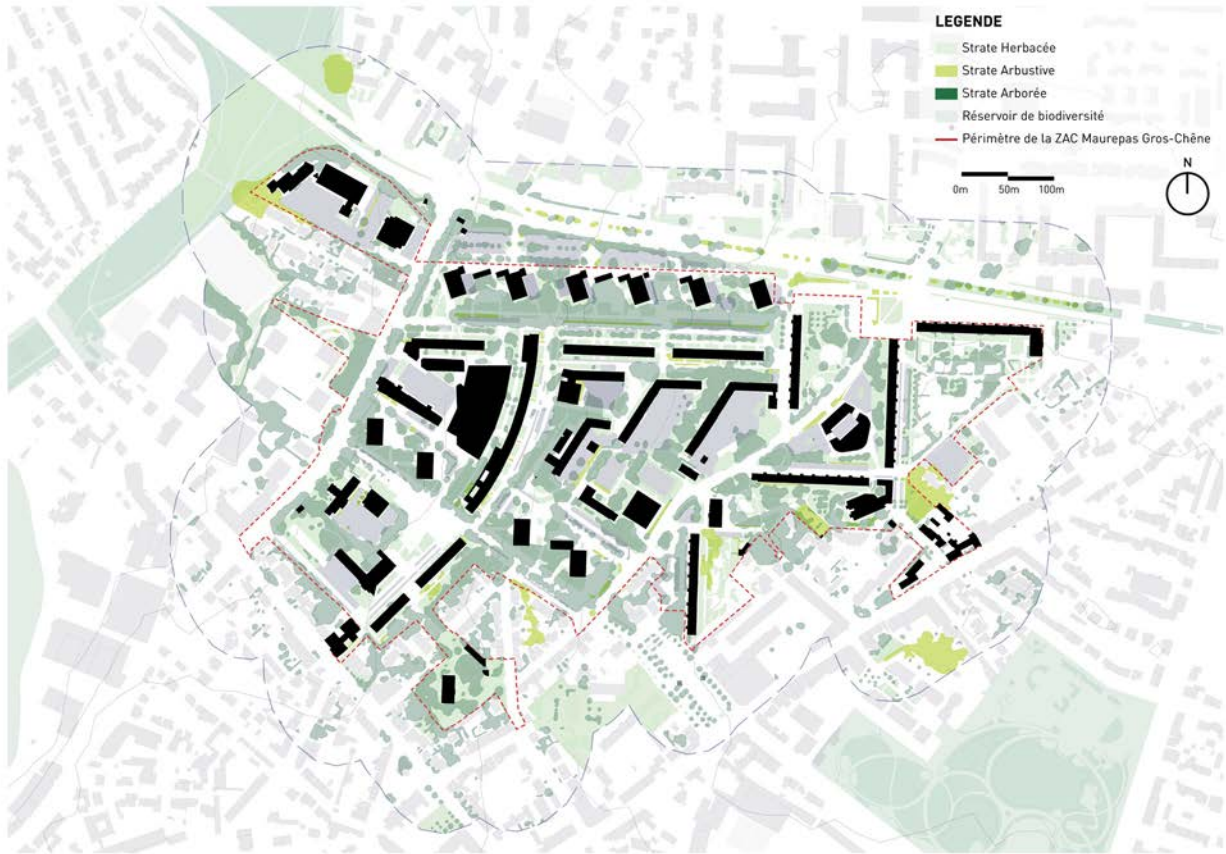 LEGENDE
Strate Herbacée
Strate Arbustive
Strate Arborée
Réservoir de biodiversité
Périmètre de la ZAC Maurepas Gros-Chêne
N
0m 50m 100m